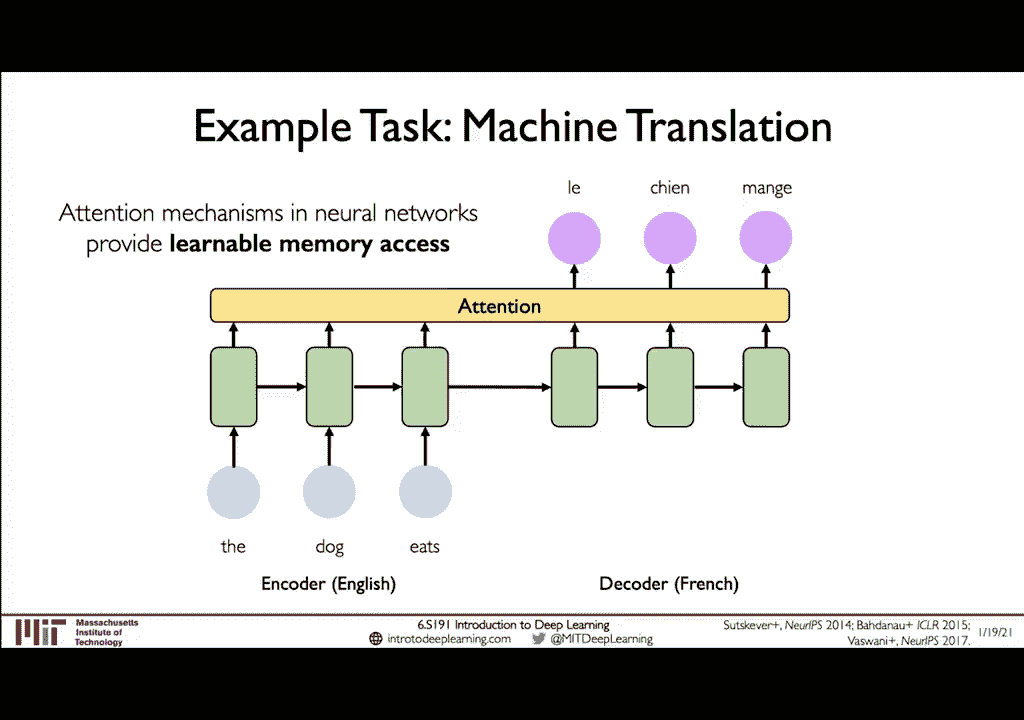 Example Task: Machine Translation
Attention mechanisms in neural networks
provide learnable memory access
le chien mange
Attention
the dog eats
Encoder (English) Decoder (French)
Massachusetts
Institute of
Technology
6.S191 Introduction to Deep Learning
introtodeeplearning.com @MITDeepLearning
Sutskever+, NeurIPS 2014; Bahdanau+ ICLR 2015;
Vaswani+, NeurIPS 2017.
1/19/21